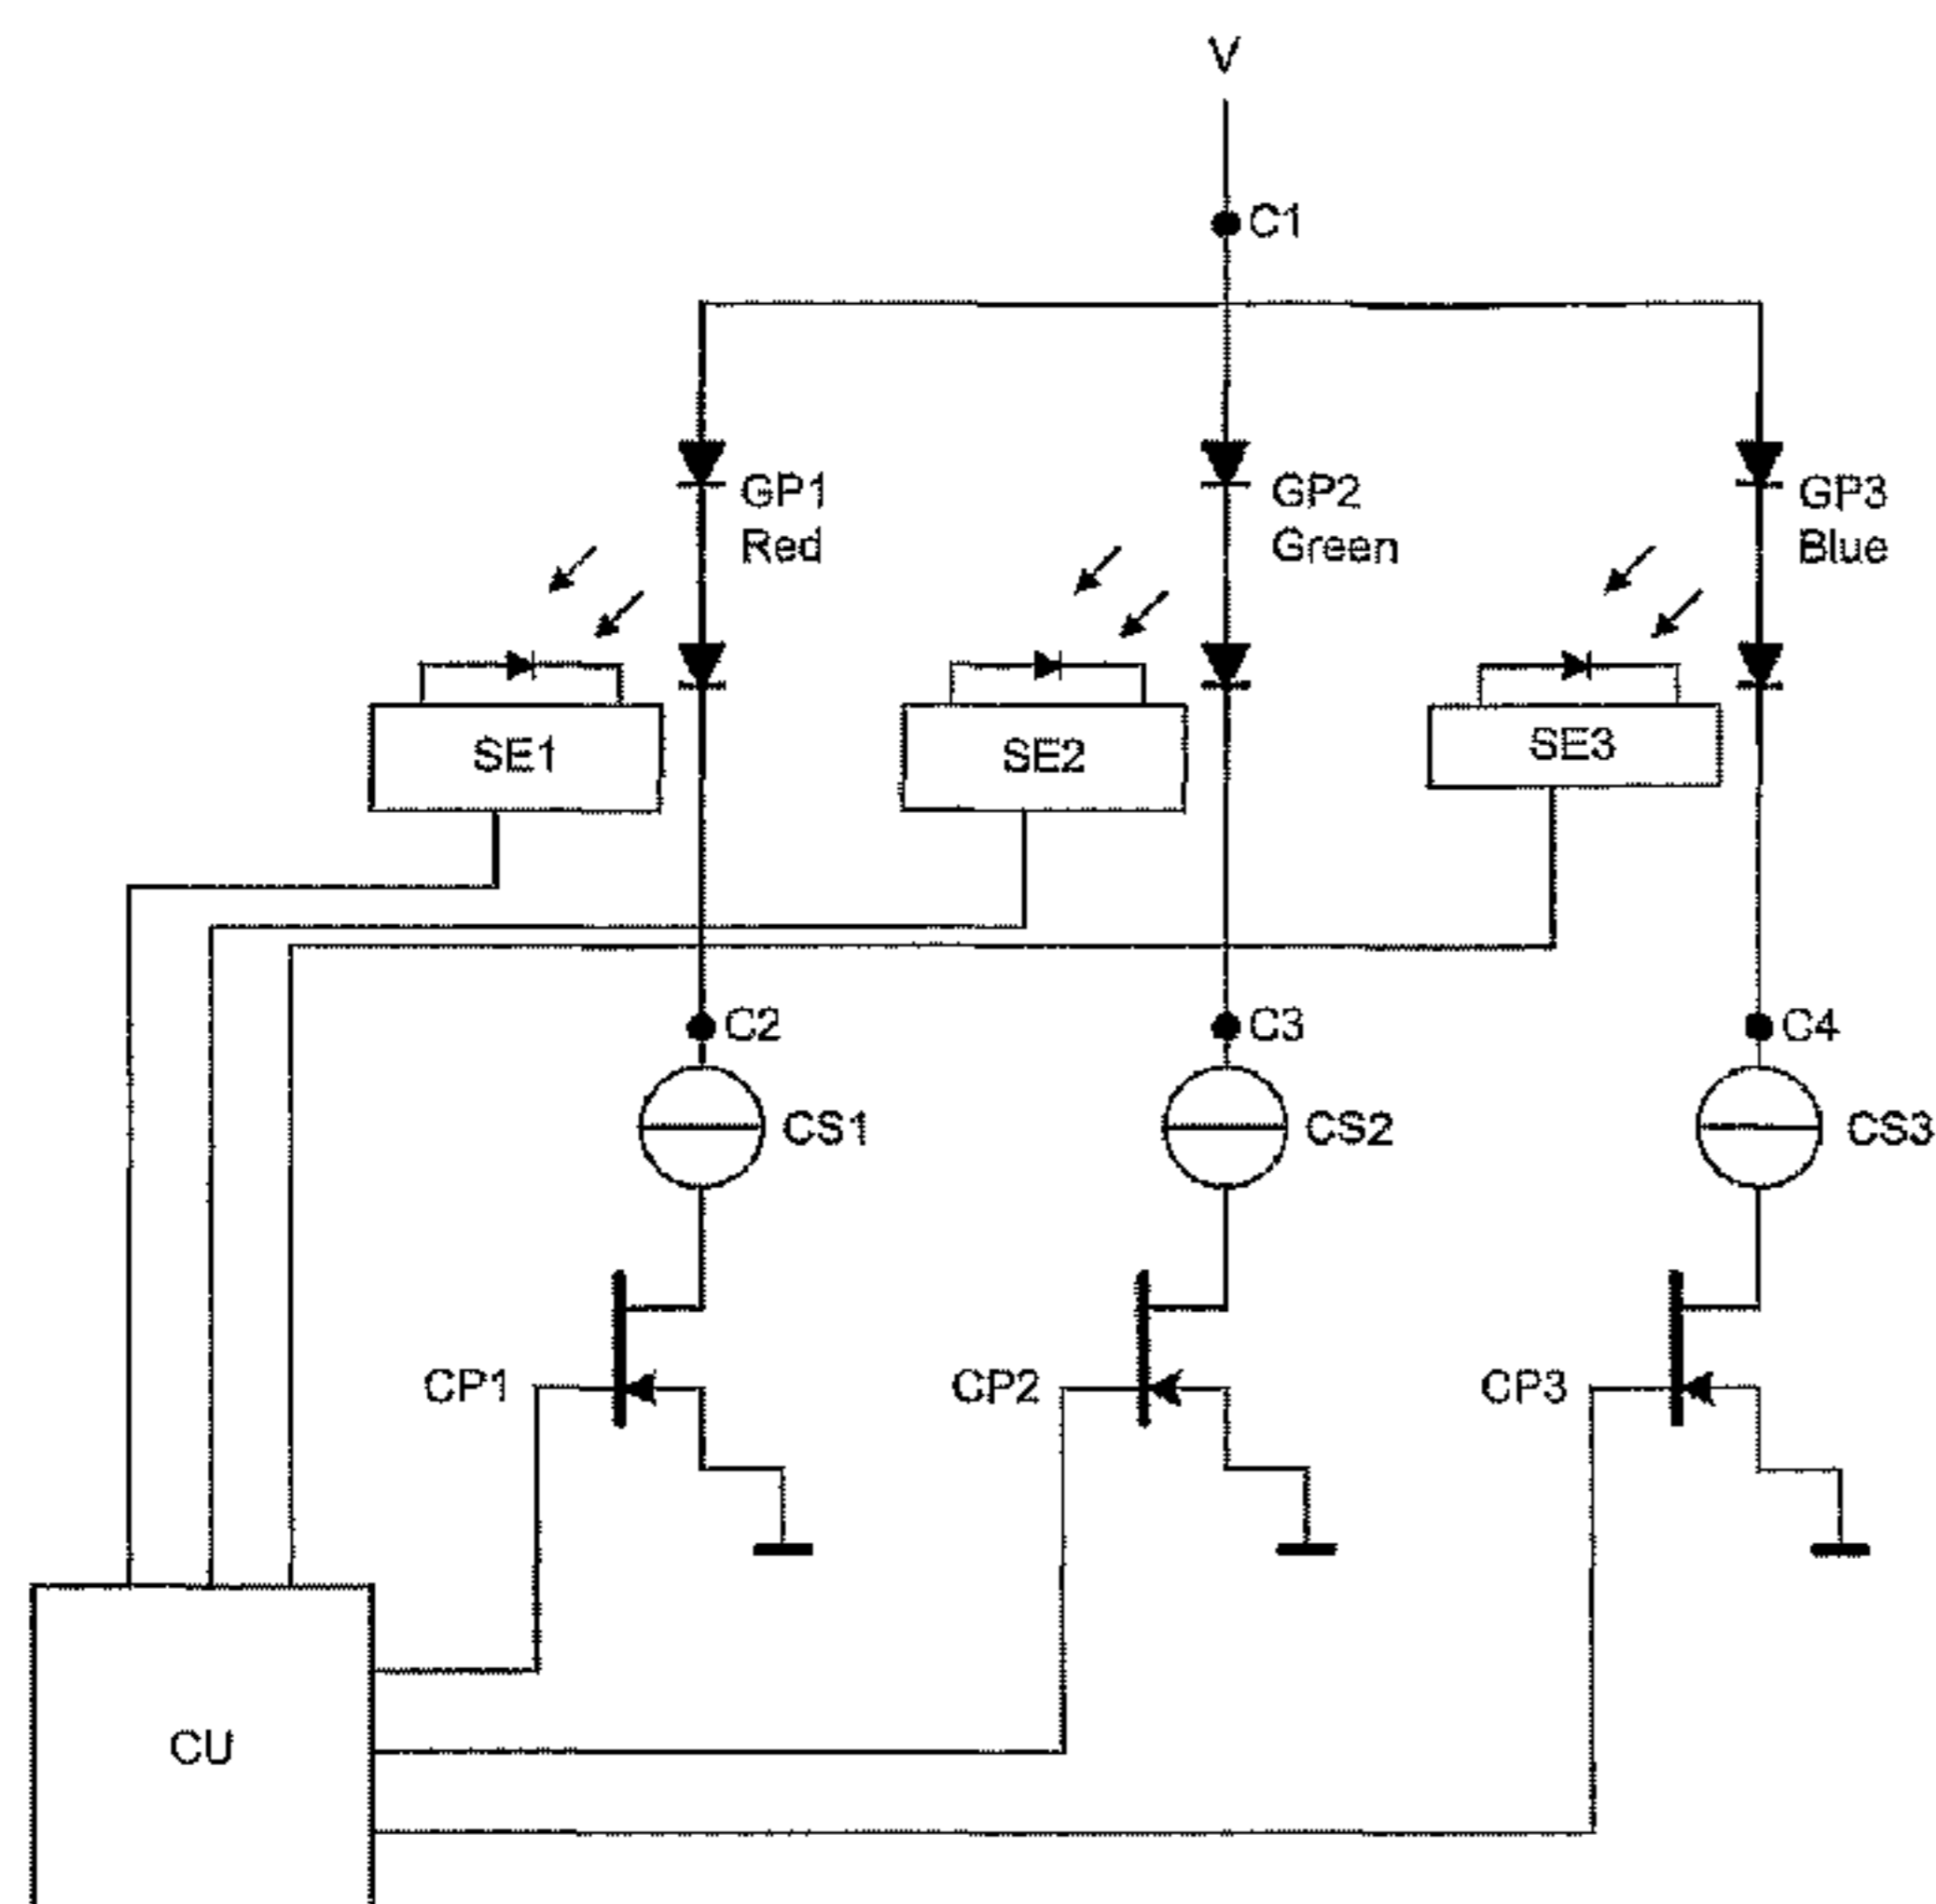 V
C1
GP1
Red
GP2
Green
GP3
Blue
SE1
SE2
SE3
C2
C3
C4
CS1
CS2
CS3
CP1
CP2
CP3
CU